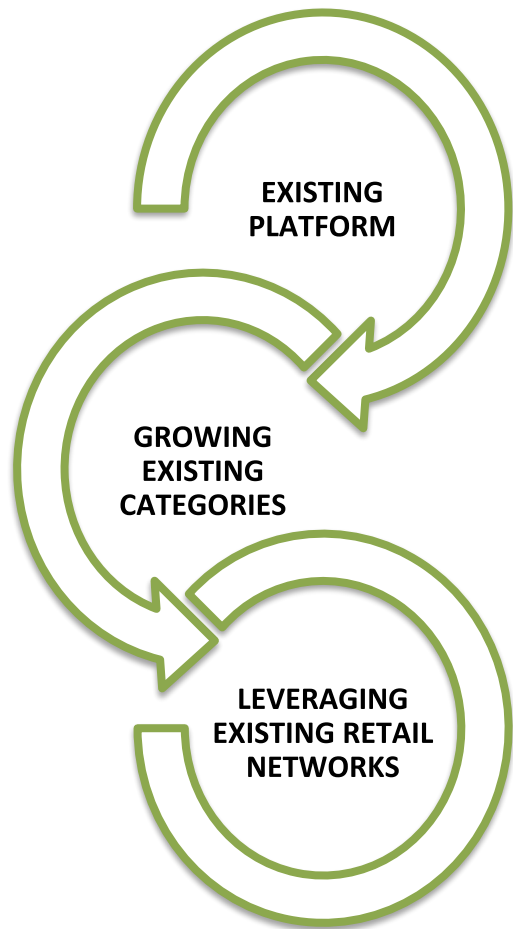 EXISTING
PLATFORM
GROWING
EXISTING
CATEGORIES
LEVERAGING
EXISTING RETAIL
NETWORKS